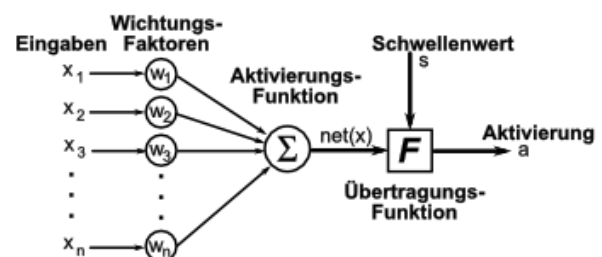 Wichtungs-
Eingaben Faktoren
Schwellenwert
s
x1 w1
Aktivierungs-
Funktion
x2 w2
x3 w3
Σ net(x) F
Aktivierung
a
Übertragungs-
Funktion
xn wn